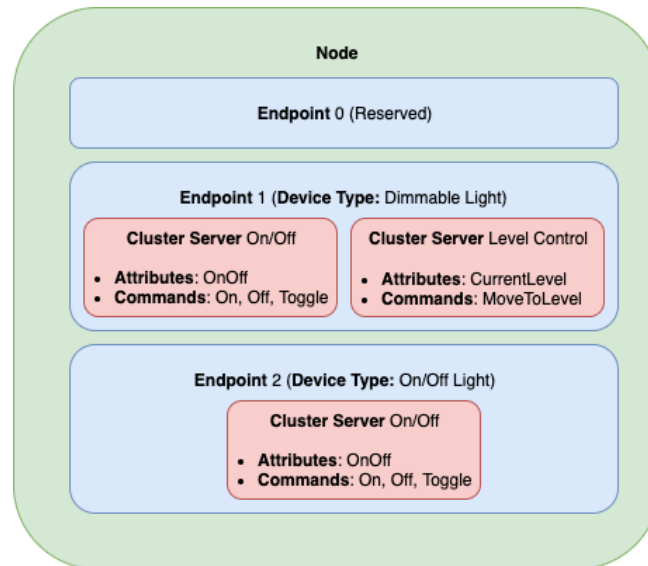 Node
Endpoint 0 (Reserved)
Endpoint 1 (Device Type: Dimmable Light)
Cluster Server On/Off
• Attributes: OnOff
• Commands: On, Off, Toggle
Cluster Server Level Control
• Attributes: CurrentLevel
• Commands: MoveToLevel
Endpoint 2 (Device Type: On/Off Light)
Cluster Server On/Off
• Attributes: OnOff
• Commands: On, Off, Toggle